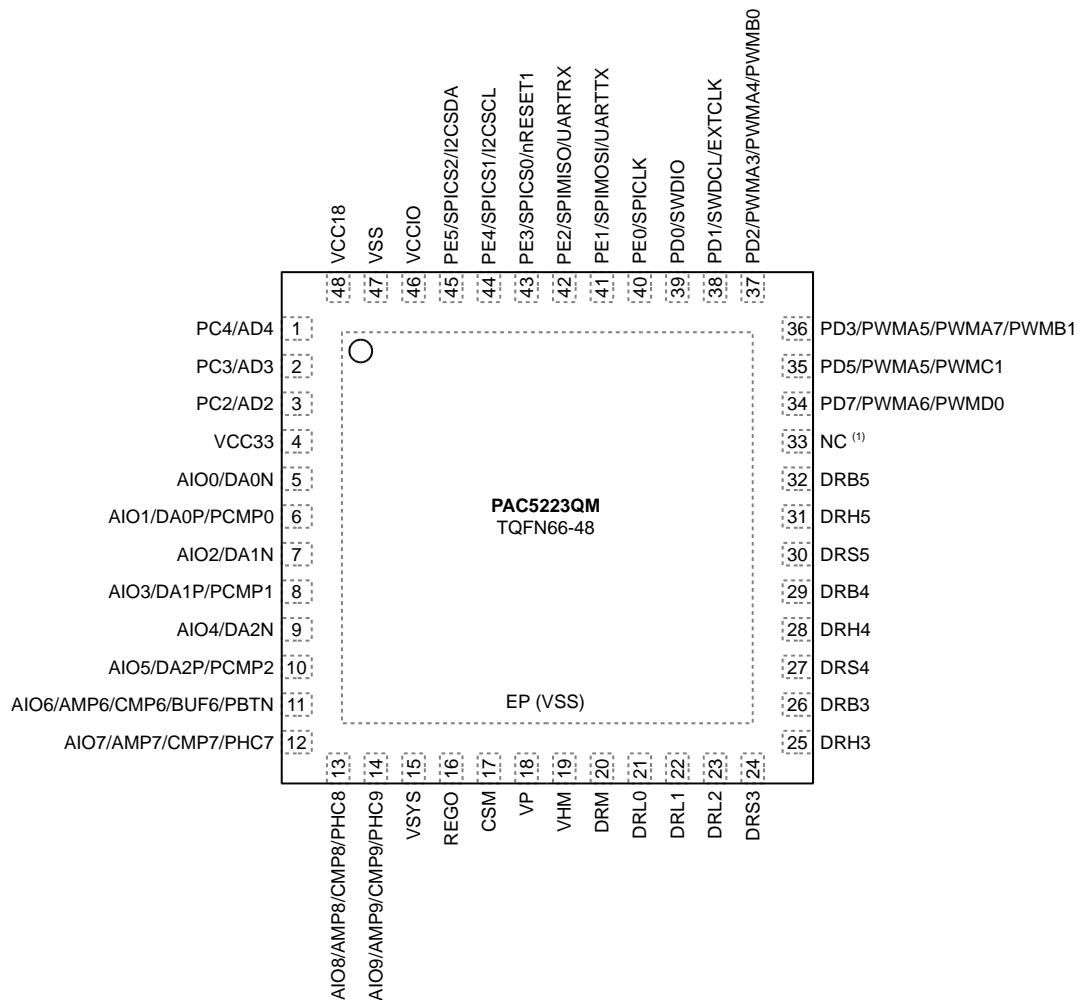 VCC18
VSS
VCCIO
PE5/SPICS2/I2CSDA
PE4/SPICS1/I2CSCL
PE3/SPICS0/nRESET1
PE2/SPIMISO/UARTRX
PE1/SPIMOSI/UARTTX
PE0/SPICLK
PD0/SWDIO
PD1/SWDCL/EXTCLK
PD2/PWMA3/PWMA4/PWMB0
48 47 46 45 44 43 42 41 40 39 38 37
PC4/AD4 1
PC3/AD3 2
PC2/AD2 3
VCC33 4
AIO0/DA0N 5
AIO1/DA0P/PCMP0 6
AIO2/DA1N 7
AIO3/DA1P/PCMP1 8
AIO4/DA2N 9
AIO5/DA2P/PCMP2 10
AIO6/AMP6/CMP6/BUF6/PBTN 11
AIO7/AMP7/CMP7/PHC7 12
PAC5223QM
TQFN66-48
EP (VSS)
36 PD3/PWMA5/PWMA7/PWMB1
35 PD5/PWMA5/PWMC1
34 PD7/PWMA6/PWMD0
33 NC (1)
32 DRB5
31 DRH5
30 DRS5
29 DRB4
28 DRH4
27 DRS4
26 DRB3
25 DRH3
13 14 15 16 17 18 19 20 21 22 23 24
AIO8/AMP8/CMP8/PHC8
AIO9/AMP9/CMP9/PHC9
VSYS
REGO
CSM
VP
VHM
DRM
DRL0
DRL1
DRL2
DRS3